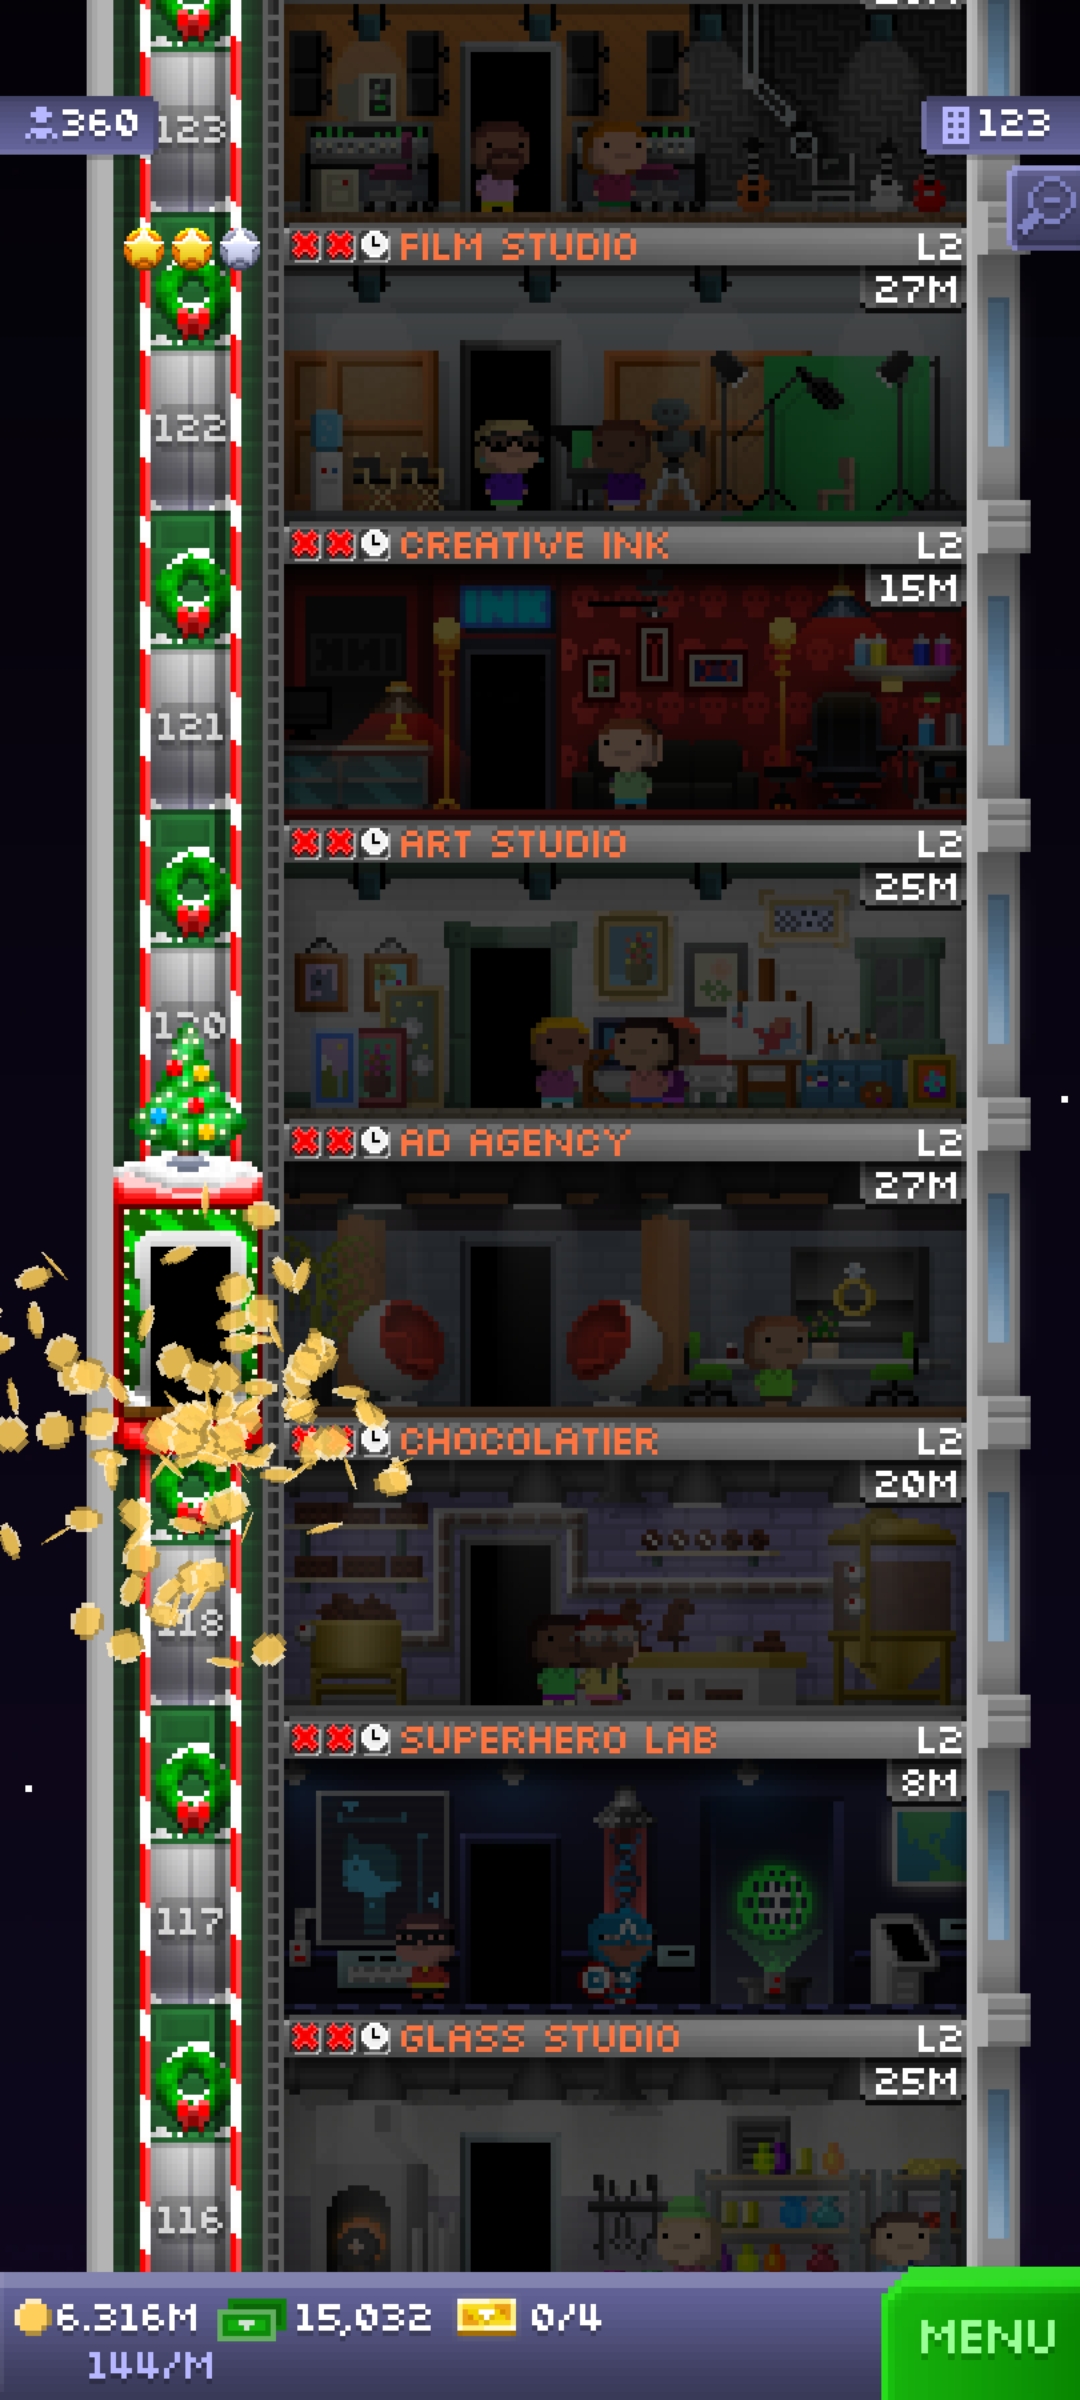 360
123
123
FILM STUDIO L2
27M
122
CREATIVE INK L2
15M
INK
121
ART STUDIO L2
25M
120
AD AGENCY L2
27M
CHOCOLATIER L2
20M
118
SUPERHERO LAB L2
8M
117
GLASS STUDIO L2
25M
116
6.316M 15,032 0/4
144/M
MENU